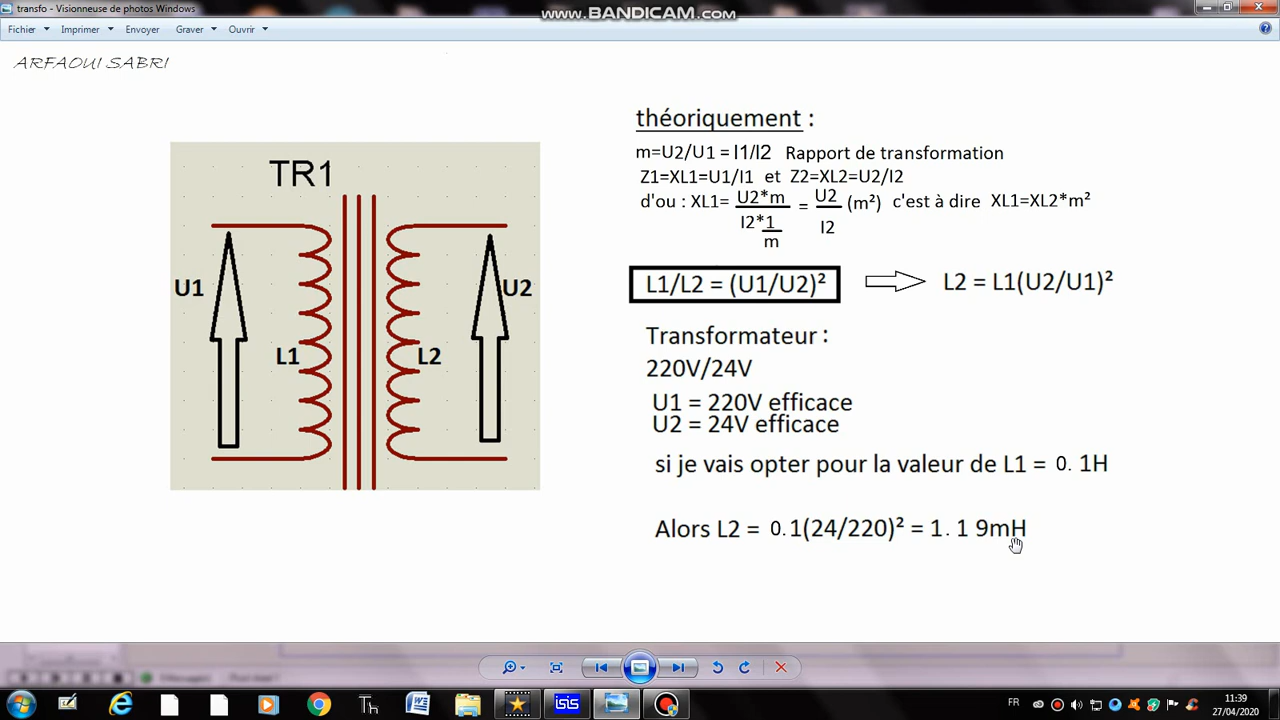 transfo - Visionneuse de photos Windows
www.BANDICAM.com
Fichier Imprimer Envoyer Graver Ouvrir
ARFAOUI SABRI
théoriquement :
m=U2/U1 = I1/I2 Rapport de transformation
Z1=XL1=U1/I1 et Z2=XL2=U2/I2
d'ou : XL1= U2*m / I2*1/m = U2/I2 (m²) c'est à dire XL1=XL2*m²
L1/L2 = (U1/U2)² L2 = L1(U2/U1)²
Transformateur :
220V/24V
U1 = 220V efficace
U2 = 24V efficace
si je vais opter pour la valeur de L1 = 0. 1H
Alors L2 = 0.1(24/220)² = 1. 1 9mH
TR1
U1 L1 L2 U2
isis
FR
11:39
27/04/2020